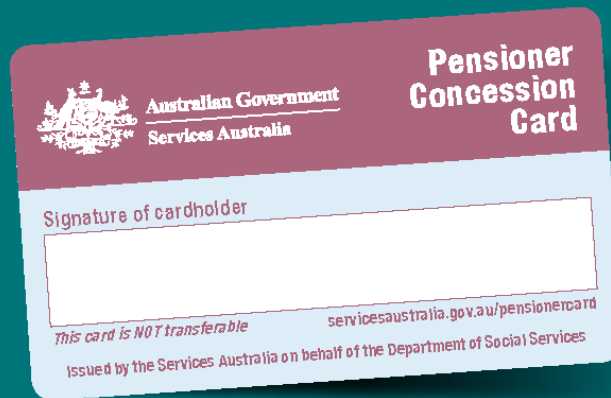 Australian Government
Services Australia
Pensioner
Concession
Card
Signature of cardholder
This card is NOT transferable
servicesaustralia.gov.au/pensionercard
Issued by the Services Australia on behalf of the Department of Social Services